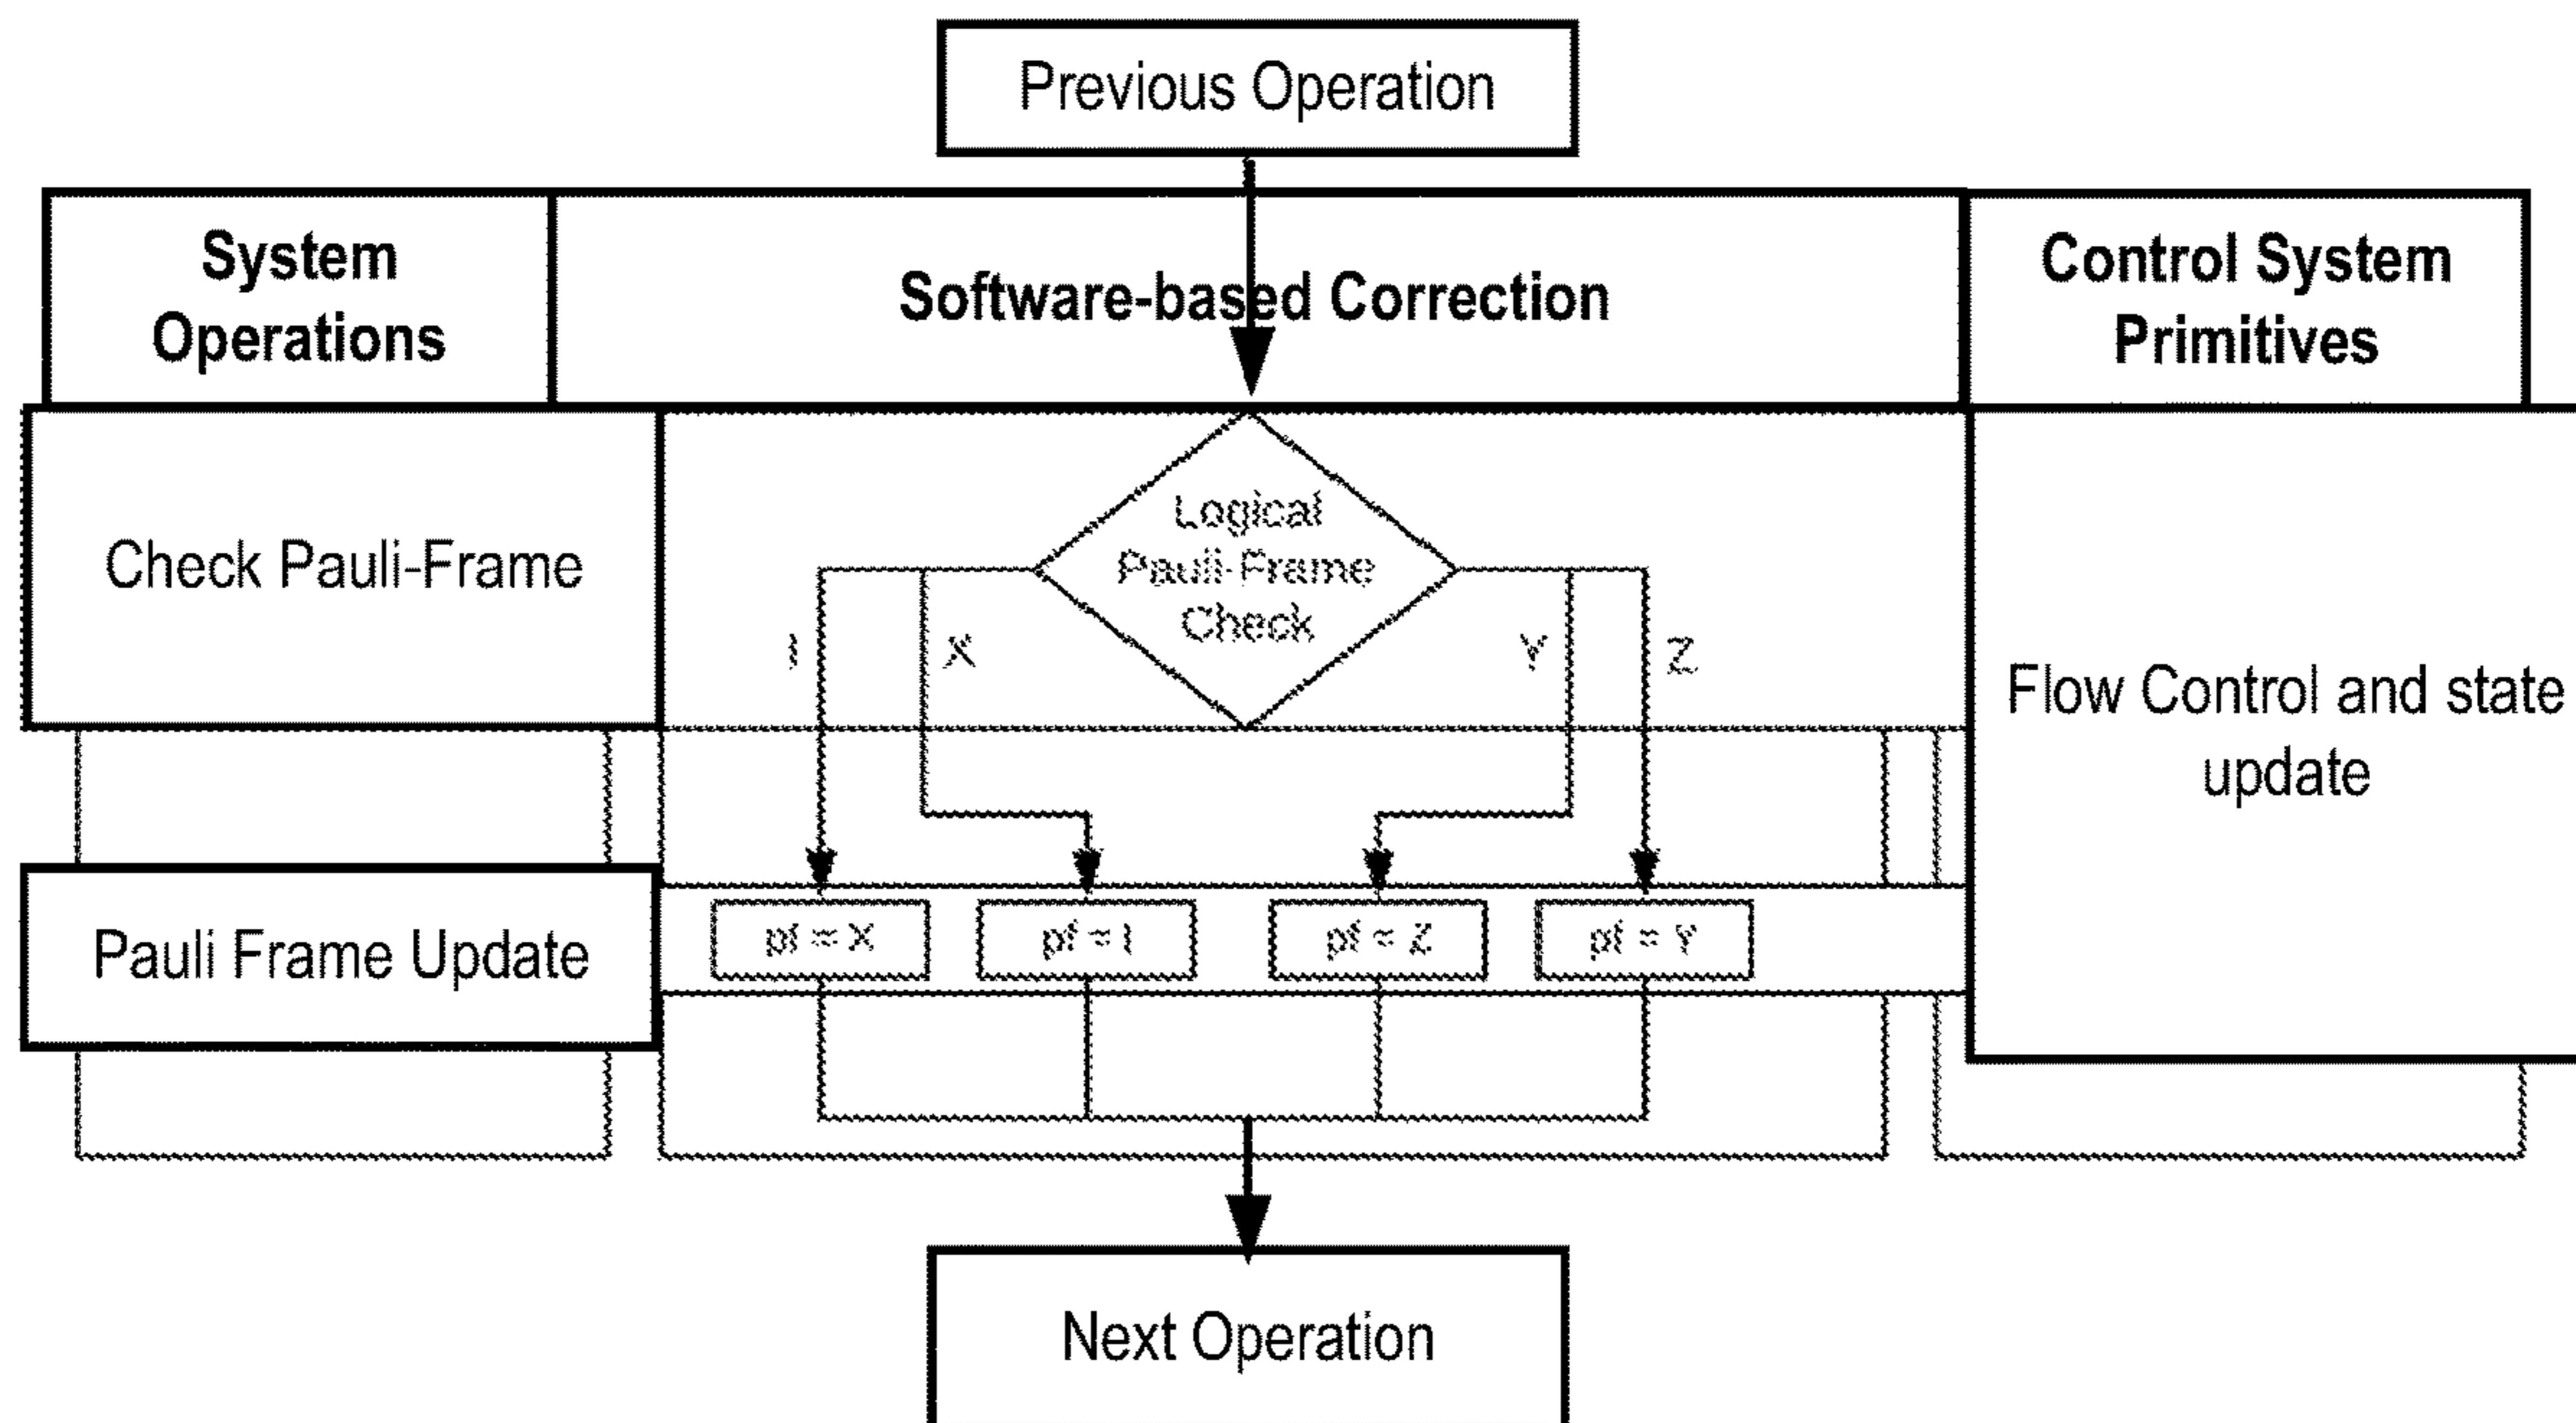 Previous Operation
System
Operations
Software-based Correction
Control System
Primitives
Check Pauli-Frame
Logical
Pauli-Frame
Check
I
X
Y
Z
Flow Control and state
update
Pauli Frame Update
pf = X
pf = I
pf = Z
pf = Y
Next Operation